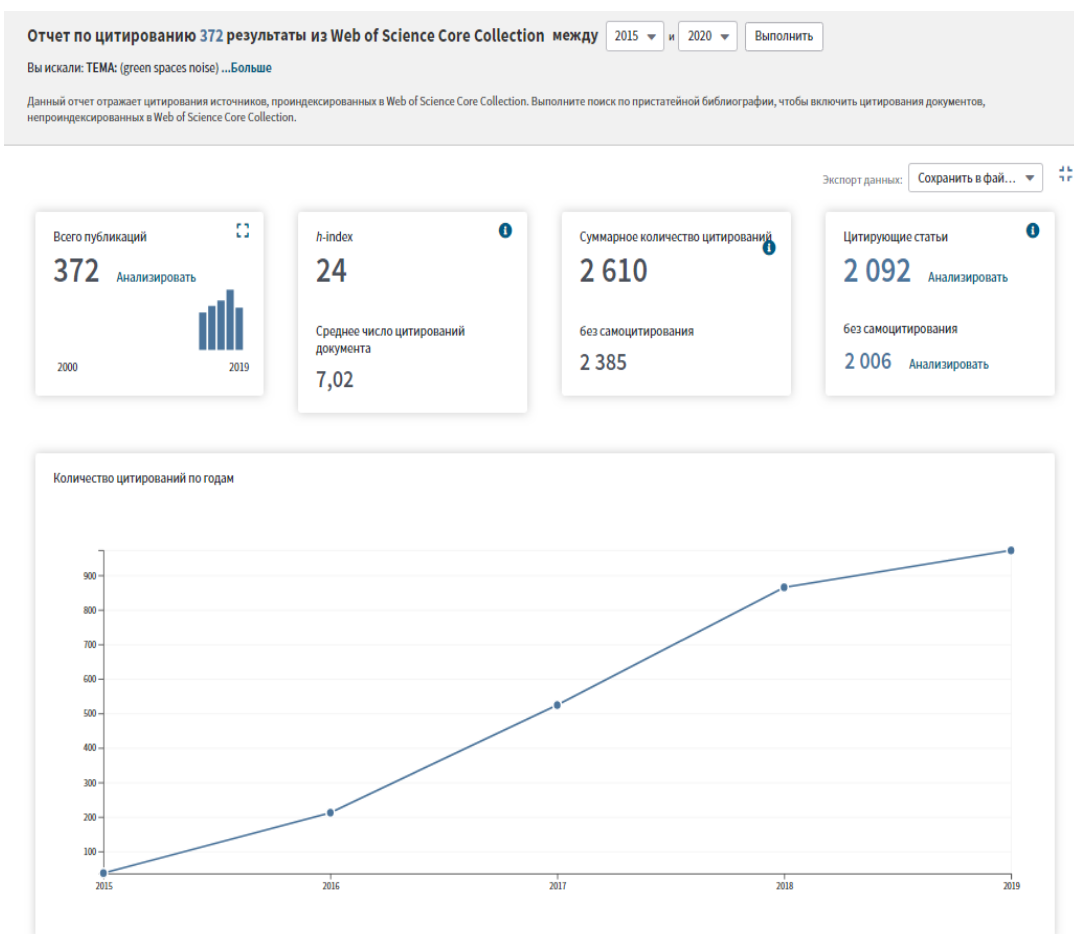 Отчет по цитированию 372 результаты из Web of Science Core Collection между 2015 и 2020 Выполнить
Вы искали: ТЕМА: (green spaces noise) ...Больше
Данный отчет отражает цитирования источников, проиндексированных в Web of Science Core Collection. Выполните поиск по пристатейной библиографии, чтобы включить цитирования документов,
непроиндексированных в Web of Science Core Collection.
Экспорт данных: Сохранить в фай...
Всего публикаций
372 Анализировать
2000 2019
h-index
24
Среднее число цитирований
документа
7,02
Суммарное количество цитирований
2 610
без самоцитирования
2 385
Цитирующие статьи
2 092 Анализировать
без самоцитирования
2 006 Анализировать
Количество цитирований по годам
900
800
700
600
500
400
300
200
100
2015 2016 2017 2018 2019